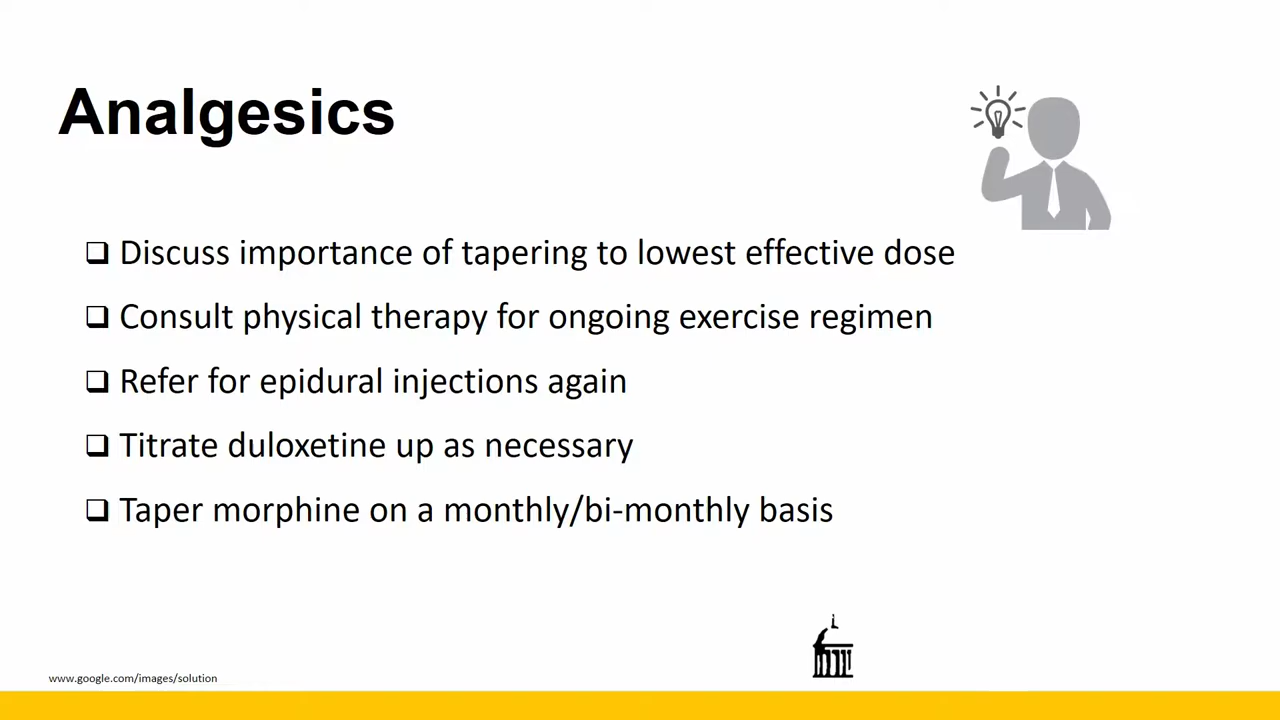 Analgesics
Discuss importance of tapering to lowest effective dose
Consult physical therapy for ongoing exercise regimen
Refer for epidural injections again
Titrate duloxetine up as necessary
Taper morphine on a monthly/bi-monthly basis
www.google.com/images/solution